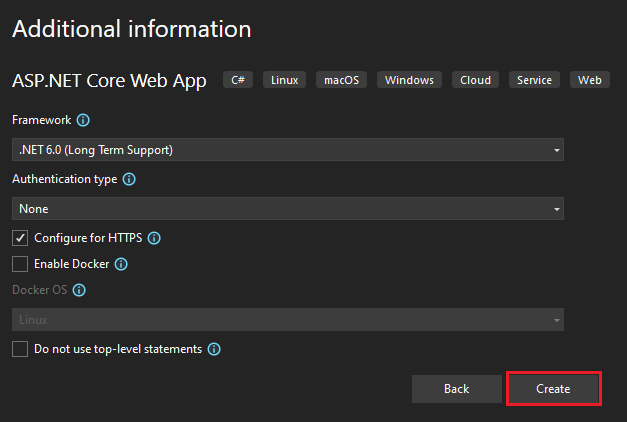 Additional information
ASP.NET Core Web App C# Linux macOS Windows Cloud Service Web
Framework
.NET 6.0 (Long Term Support)
Authentication type
None
Configure for HTTPS
Enable Docker
Docker OS
Linux
Do not use top-level statements
Back Create